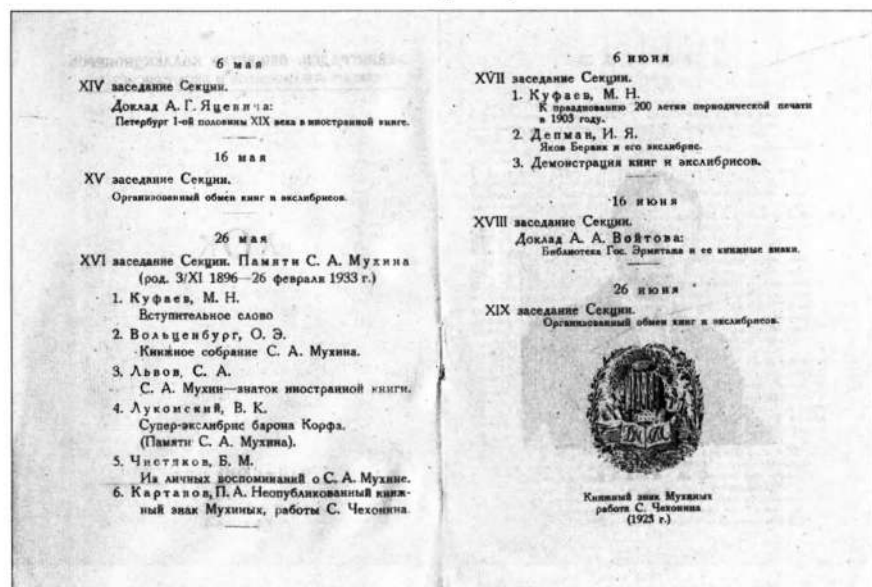 6 мая
XIV заседание Секции.
Доклад А. Г. Яцевича:
Петербург 1-ой половины XIX века в иностранной книге.
16 мая
XV заседание Секции.
Организованный обмен книг и экслибрисов.
26 мая
XVI заседание Секции. Памяти С. А. Мухина
(род. 3/XI 1896—26 февраля 1933 г.)
1. Куфаев, М. Н.
Вступительное слово
2. Вольценбург, О. Э.
Книжное собрание С. А. Мухина.
3. Львов, С. А.
С. А. Мухин—знаток иностранной книги.
4. Лукомский, В. К.
Супер-экслибрис барона Корфа.
(Памяти С. А. Мухина).
5. Чистяков, Б. М.
Из личных воспоминаний о С. А. Мухине.
6. Картавов, П. А. Неопубликованный книж-
ный знак Мухиных, работы С. Чехонина
6 июня
XVII заседание Секции.
1. Куфаев, М. Н.
К празднованию 200 летия периодической печати
в 1903 году.
2. Депман, И. Я.
Яков Бервик и его экслибрис.
3. Демонстрация книг и экслибрисов.
16 июня
XVIII заседание Секции.
Доклад А. А. Войтова:
Библиотека Гос. Эрмитажа и ее книжные знаки.
26 июня
XIX заседание Секции.
Организованный обмен книг и экслибрисов.
Книжный знак Мухиных
работа С. Чехонина
(1923 г.)